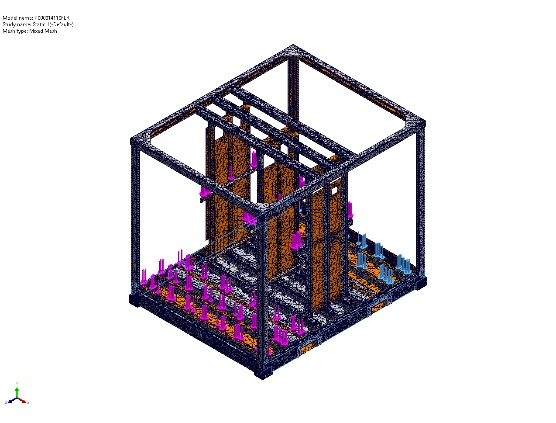 Model name:
Study name: Static 1(-Default-)
Mesh type: Mixed Mesh